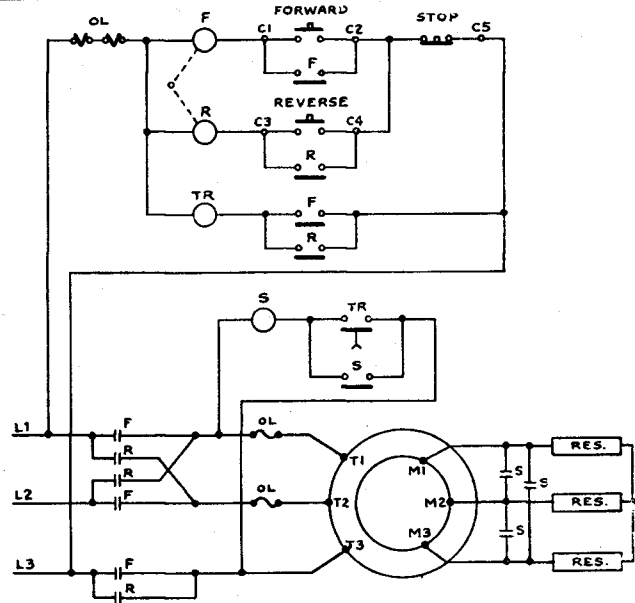 OL
F
C1
FORWARD
C2
STOP
C5
F
R
C3
REVERSE
C4
R
TR
F
R
S
TR
S
L1
F
OL
R
R
L2
F
OL
L3
F
R
T1
T2
T3
M1
M2
M3
S
S
S
RES.
RES.
RES.